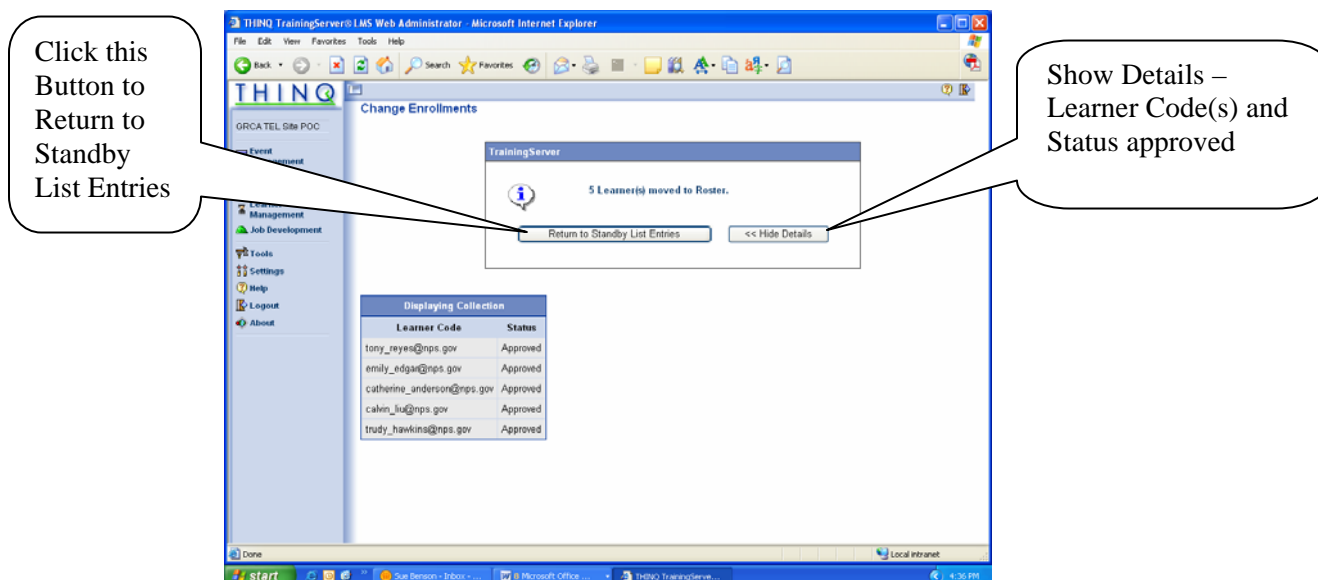 Click this
Button to
Return to
Standby
List Entries
Show Details –
Learner Code(s) and
Status approved
THINQ TrainingServer® LMS Web Administrator - Microsoft Internet Explorer
File Edit View Favorites Tools Help
Back Search Favorites
THINQ
Change Enrollments
GRCA TEL Site POC
Event
Management
Job Development
Tools
Settings
Help
Logout
About
TrainingServer
5 Learner(s) moved to Roster.
Return to Standby List Entries << Hide Details
Displaying Collection
Learner Code Status
tony_reyes@nps.gov Approved
emily_edgar@nps.gov Approved
catherine_anderson@nps.gov Approved
calvin_liu@nps.gov Approved
trudy_hawkins@nps.gov Approved
Done Local intranet
start Sue Benson - Inbox - ... 8 Microsoft Office ... THINQ TrainingServe... 4:36 PM